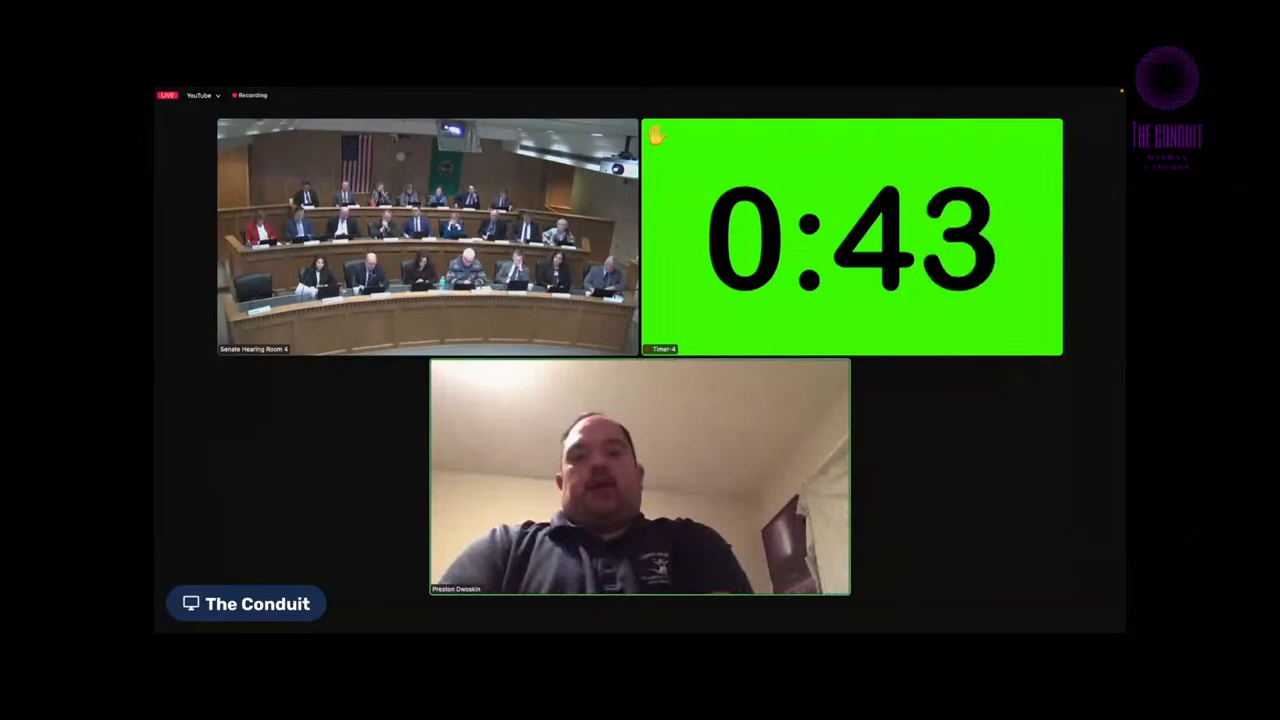 LIVE YouTube Recording
THE CONDUIT
0:43
Senate Hearing Room 4
Timer-4
Preston Dwoskin
The Conduit